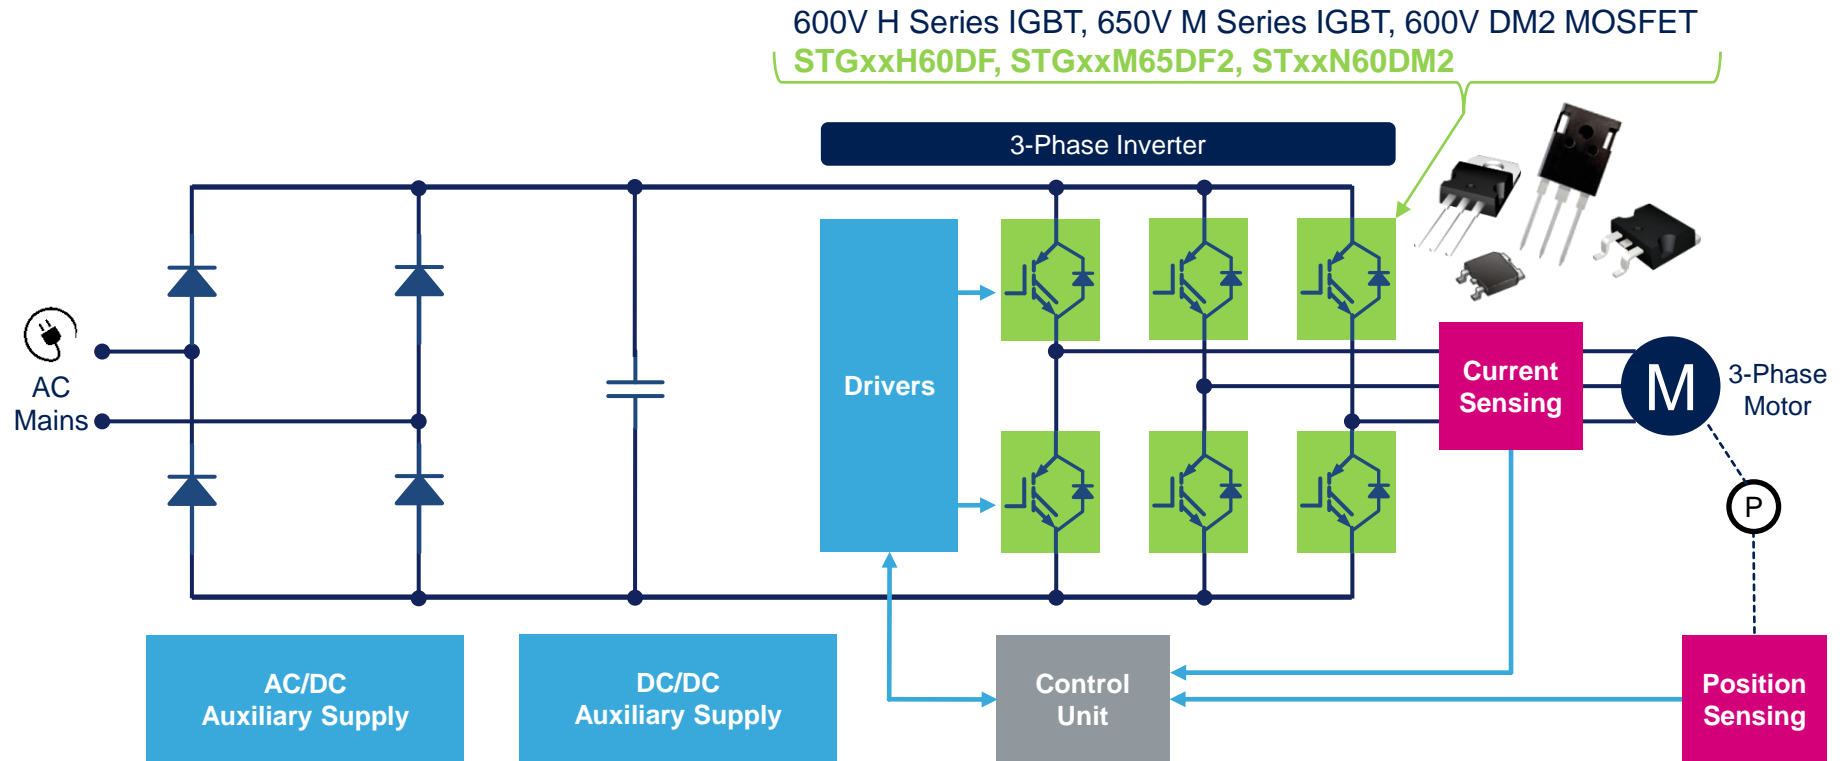 600V H Series IGBT, 650V M Series IGBT, 600V DM2 MOSFET
STGxxH60DF, STGxxM65DF2, STxxN60DM2
3-Phase Inverter
AC
Mains
Drivers
Current
Sensing
M
3-Phase
Motor
P
AC/DC
Auxiliary Supply
DC/DC
Auxiliary Supply
Control
Unit
Position
Sensing